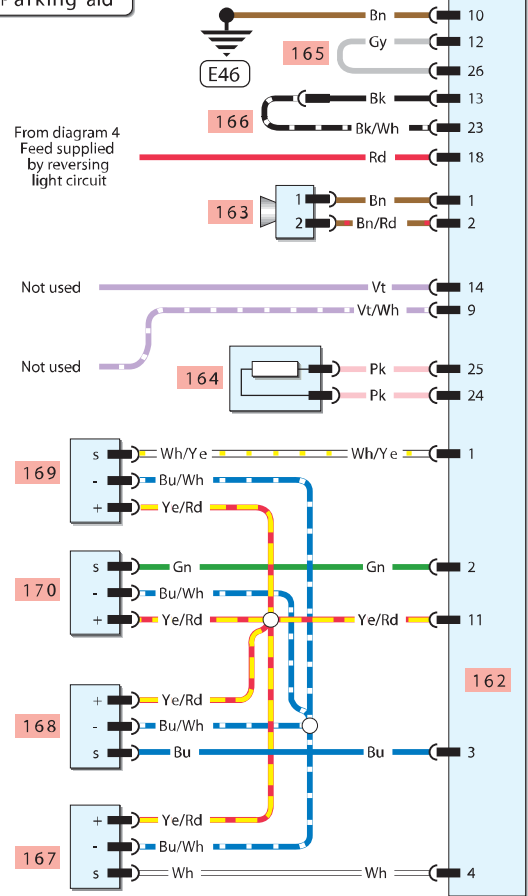 Parking aid
Bn 10
E46
165 Gy 12
26
166 Bk 13
Bk/Wh 23
From diagram 4
Feed supplied
by reversing
light circuit
Rd 18
163 1 Bn 1
2 Bn/Rd 2
Not used Vt 14
Vt/Wh 9
Not used
164 Pk 25
Pk 24
169 s Wh/Ye Wh/Ye 1
- Bu/Wh
+ Ye/Rd
170 s Gn Gn 2
- Bu/Wh
+ Ye/Rd Ye/Rd 11
162
168 + Ye/Rd
- Bu/Wh
s Bu Bu 3
167 + Ye/Rd
- Bu/Wh
s Wh Wh 4